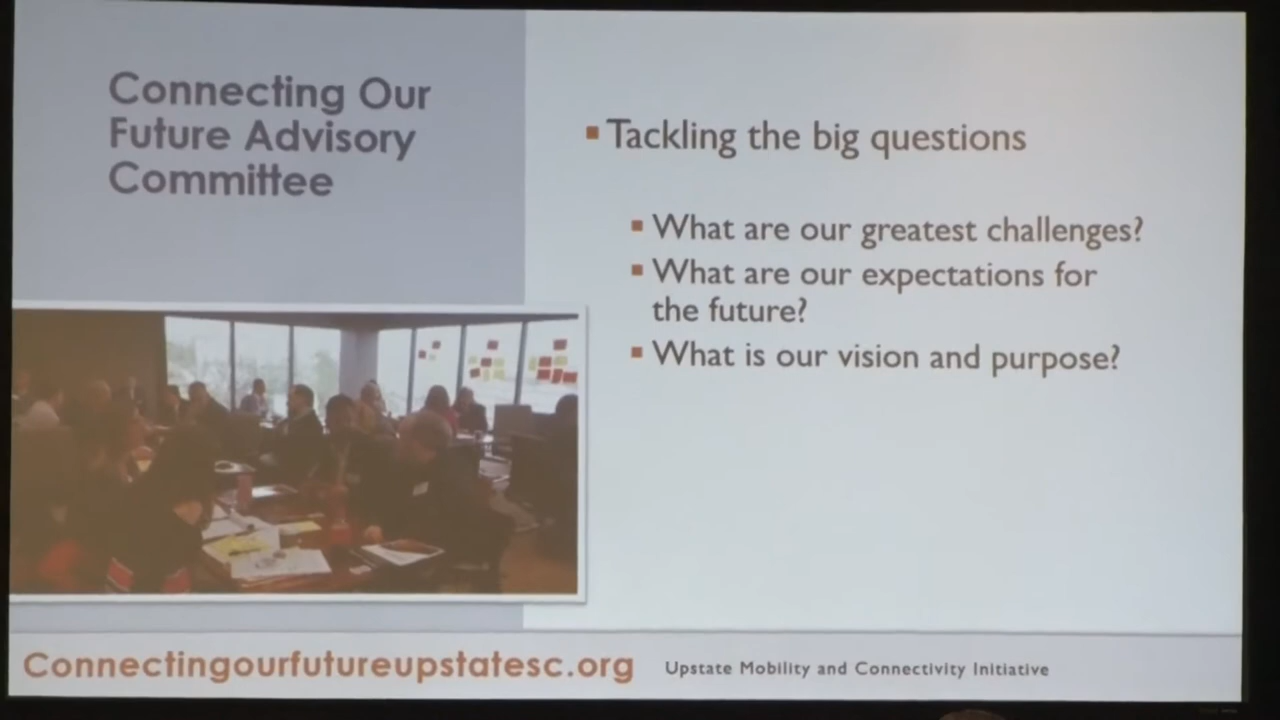 Connecting Our
Future Advisory
Committee
Tackling the big questions
What are our greatest challenges?
What are our expectations for
the future?
What is our vision and purpose?
Connectingourfutureupstatesc.org
Upstate Mobility and Connectivity Initiative